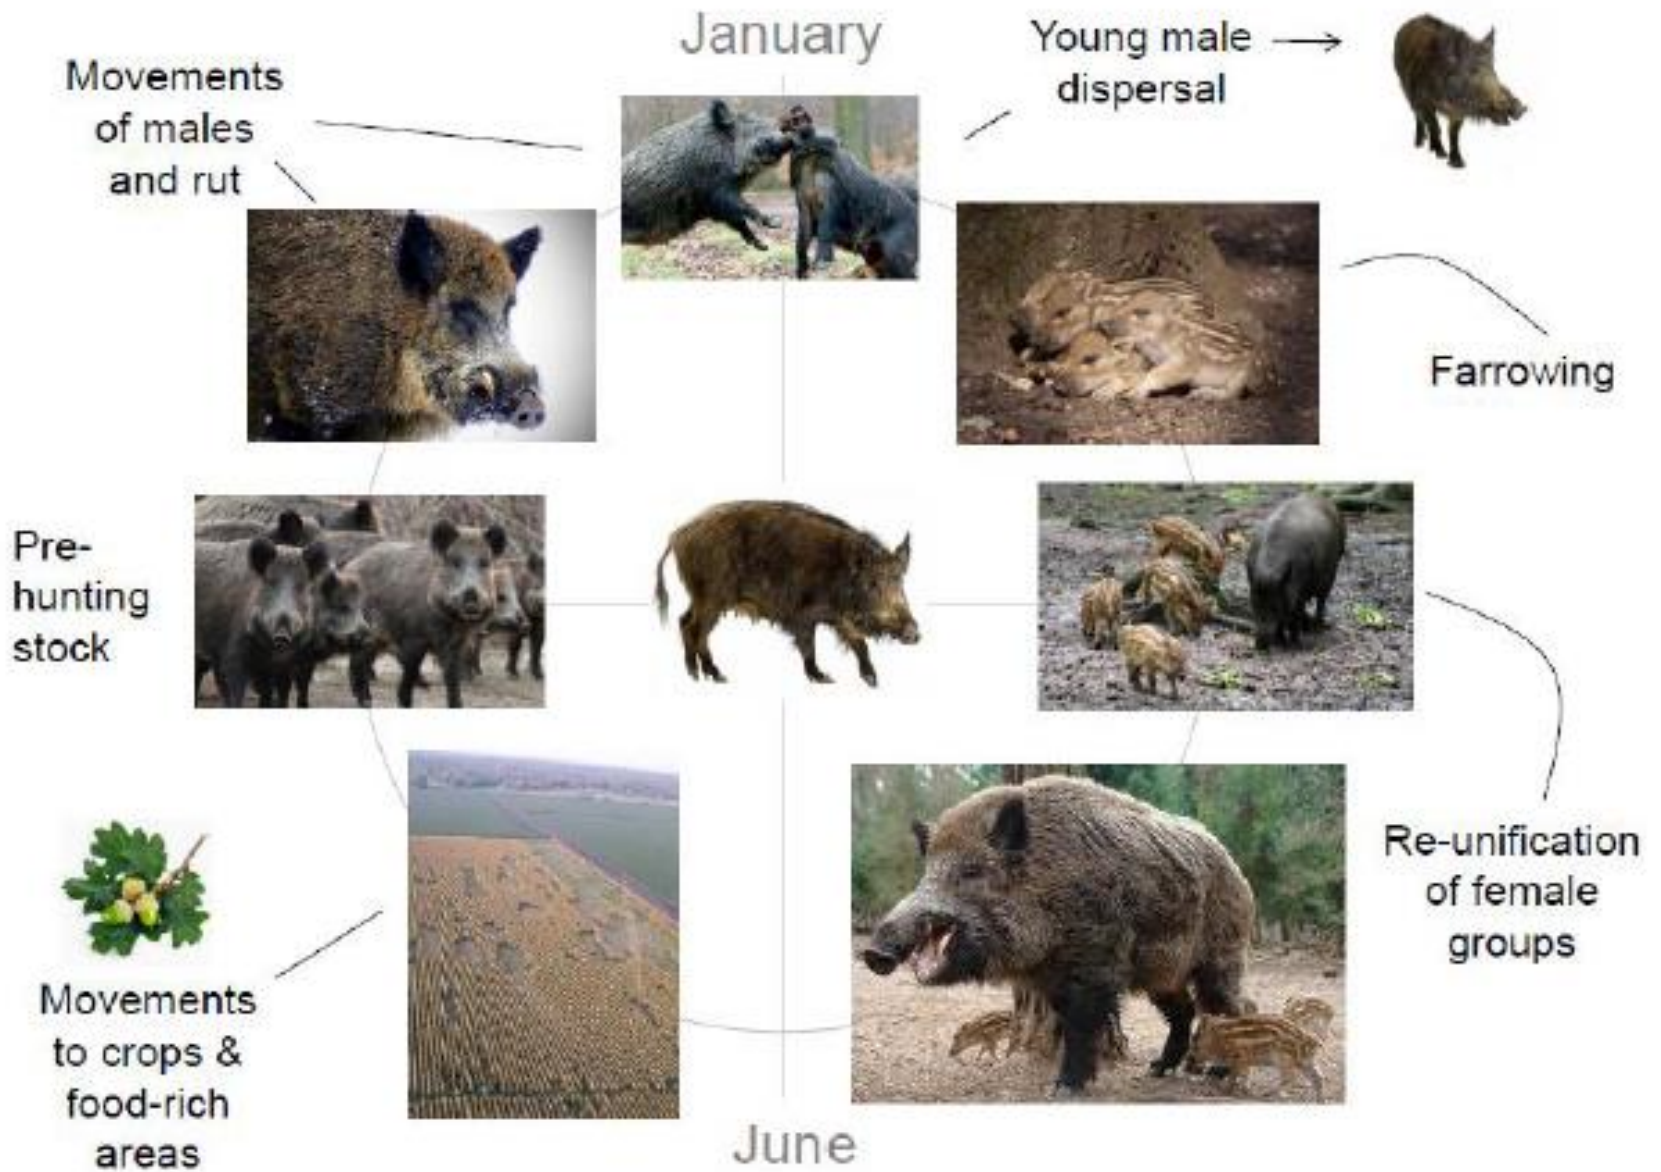 January
Young male
dispersal
Movements
of males
and rut
Farrowing
Pre-
hunting
stock
Re-unification
of female
groups
Movements
to crops &
food-rich
areas
June